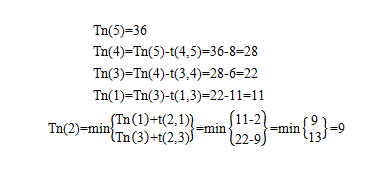 Tn(5)=36
Tn(4)=Tn(5)-t(4,5)=36-8=28
Tn(3)=Tn(4)-t(3,4)=28-6=22
Tn(1)=Tn(3)-t(1,3)=22-11=11
Tn(2)=min{Tn(1)+t(2,1)
Tn(3)+t(2,3)}=min{11-2
22-9}=min{9
13}=9